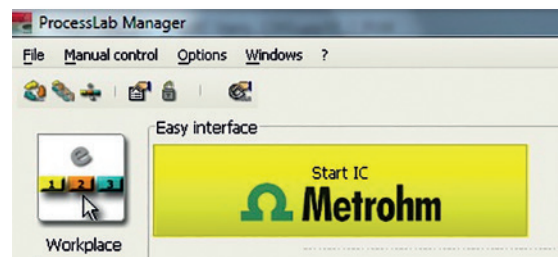 ProcessLab Manager
File Manual control Options Windows ?
Easy interface
e
1 2 3
Start IC
Metrohm
Workplace